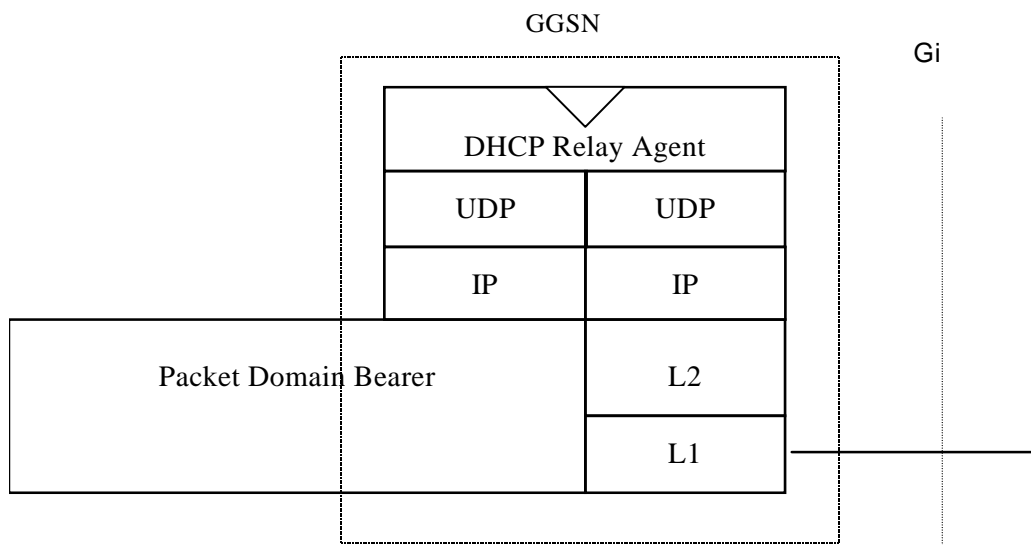 GGSN
Gi
DHCP Relay Agent
UDP
UDP
IP
IP
Packet Domain Bearer
L2
L1